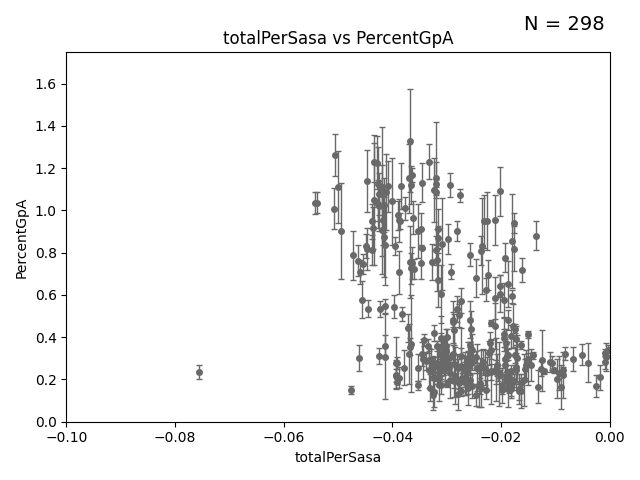 N = 298
totalPerSasa vs PercentGpA
PercentGpA
1.6
1.4
1.2
1.0
0.8
0.6
0.4
0.2
0.0
−0.10 −0.08 −0.06 −0.04 −0.02 0.00
totalPerSasa